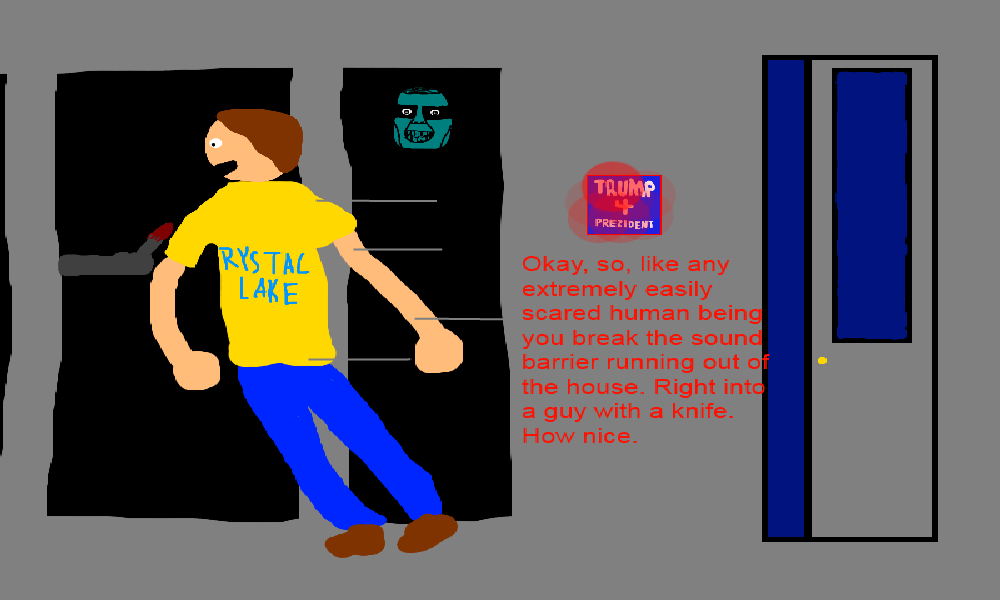 RYSTAL
LAKE
TRUMP
4
PREZIDENT
Okay, so, like any
extremely easily
scared human being
you break the sound
barrier running out of
the house. Right into
a guy with a knife.
How nice.